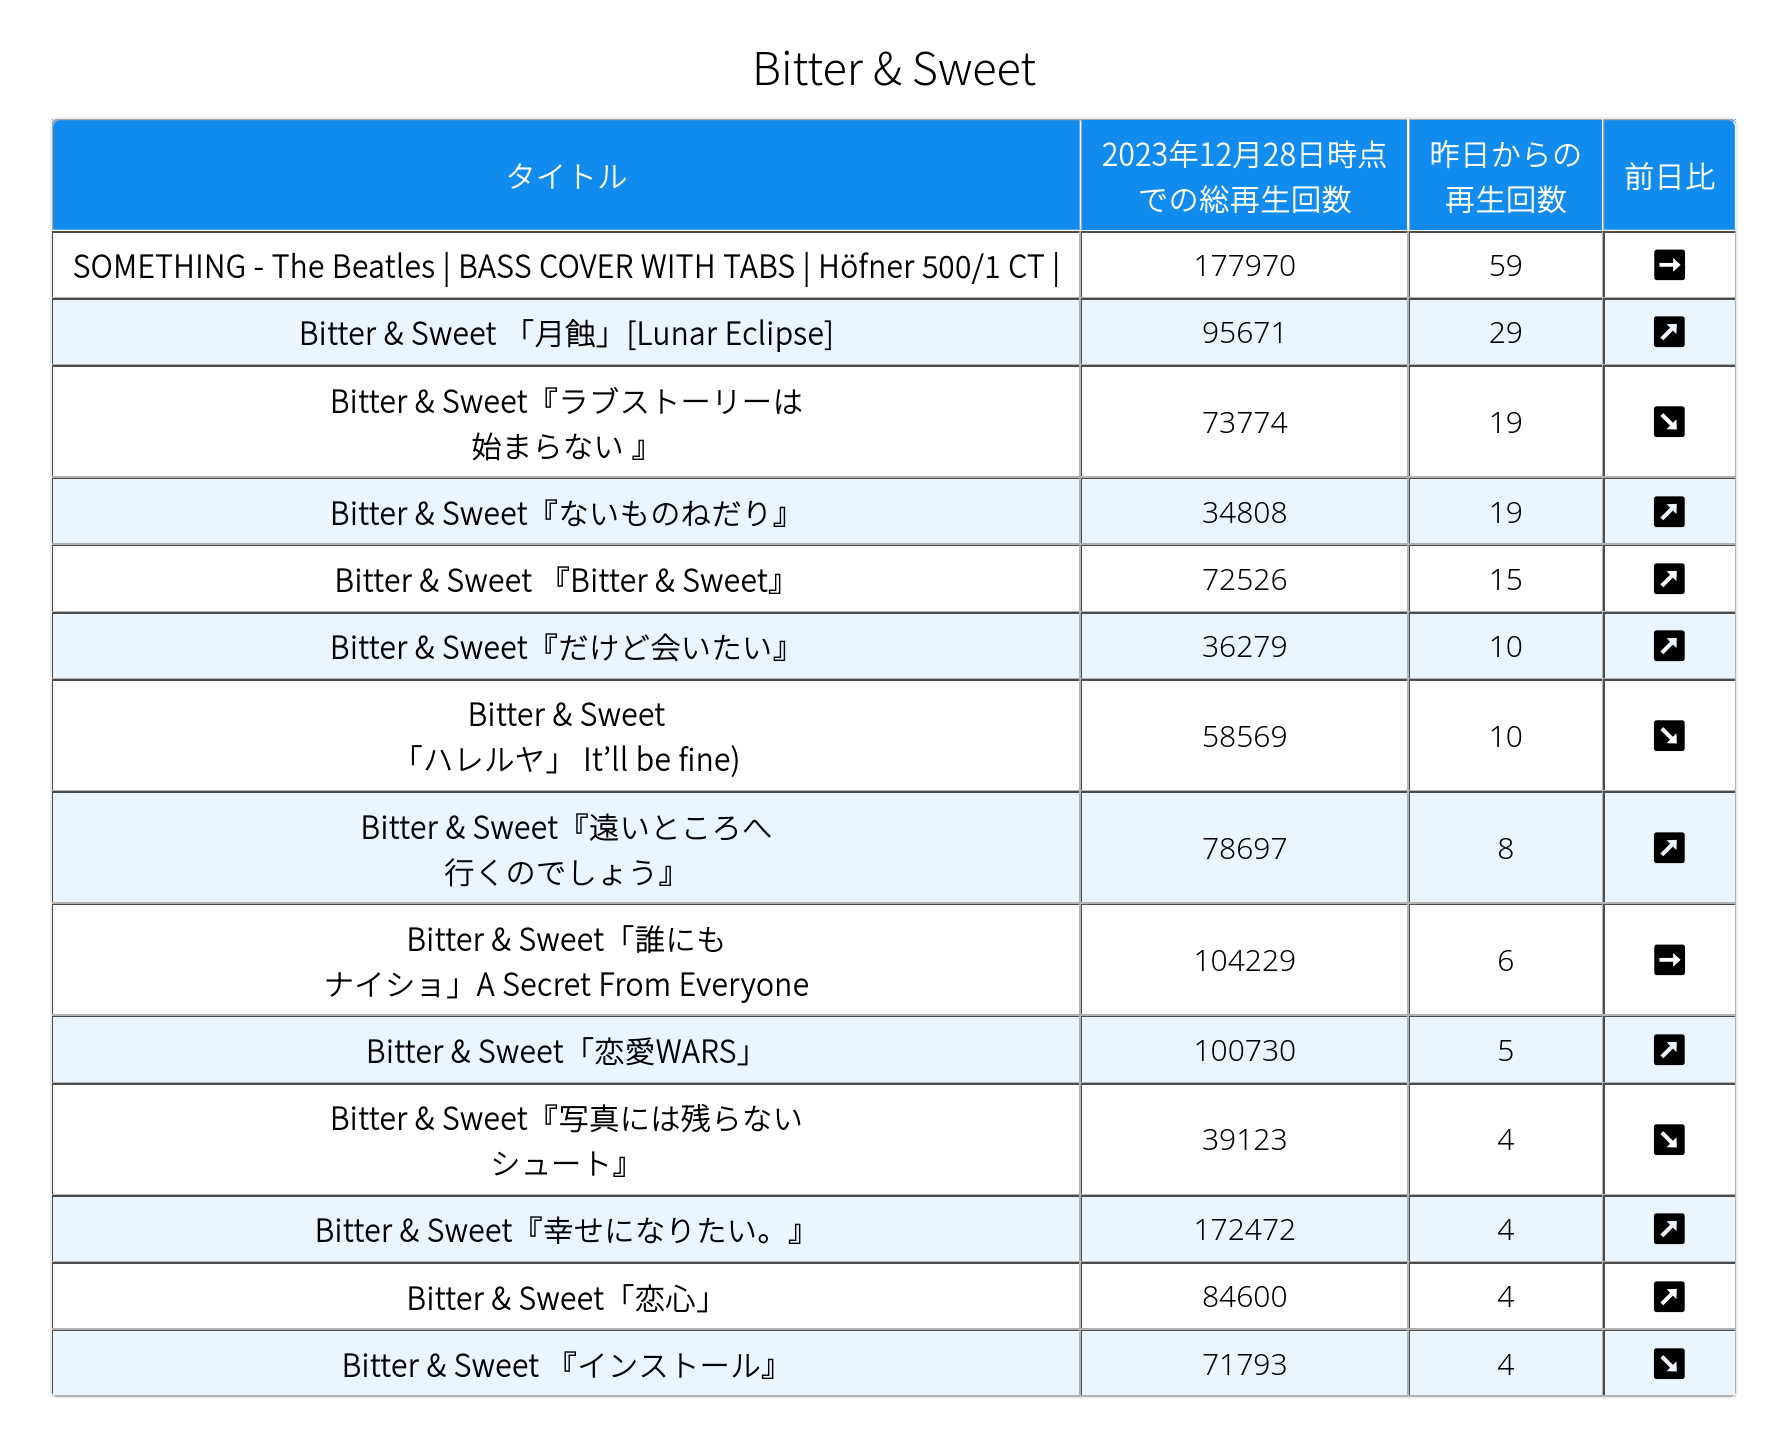 Bitter & Sweet
タイトル
2023年12月28日時点
での総再生回数
昨日からの
再生回数
前日比
SOMETHING - The Beatles | BASS COVER WITH TABS | Höfner 500/1 CT |
177970
59
Bitter & Sweet 「月蝕」[Lunar Eclipse]
95671
29
Bitter & Sweet『ラブストーリーは
始まらない 』
73774
19
Bitter & Sweet『ないものねだり』
34808
19
Bitter & Sweet 『Bitter & Sweet』
72526
15
Bitter & Sweet『だけど会いたい』
36279
10
Bitter & Sweet
「ハレルヤ」 It’ll be fine)
58569
10
Bitter & Sweet『遠いところへ
行くのでしょう』
78697
8
Bitter & Sweet「誰にも
ナイショ」A Secret From Everyone
104229
6
Bitter & Sweet「恋愛WARS」
100730
5
Bitter & Sweet『写真には残らない
シュート』
39123
4
Bitter & Sweet『幸せになりたい。』
172472
4
Bitter & Sweet「恋心」
84600
4
Bitter & Sweet 『インストール』
71793
4